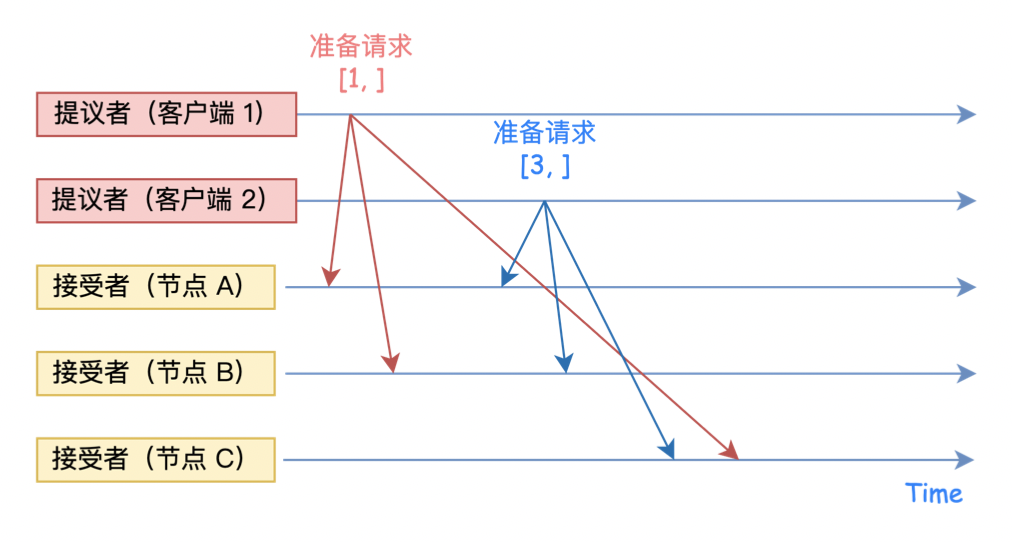 准备请求
[1, ]
提议者（客户端 1）
准备请求
[3, ]
提议者（客户端 2）
接受者（节点 A）
接受者（节点 B）
接受者（节点 C）
Time